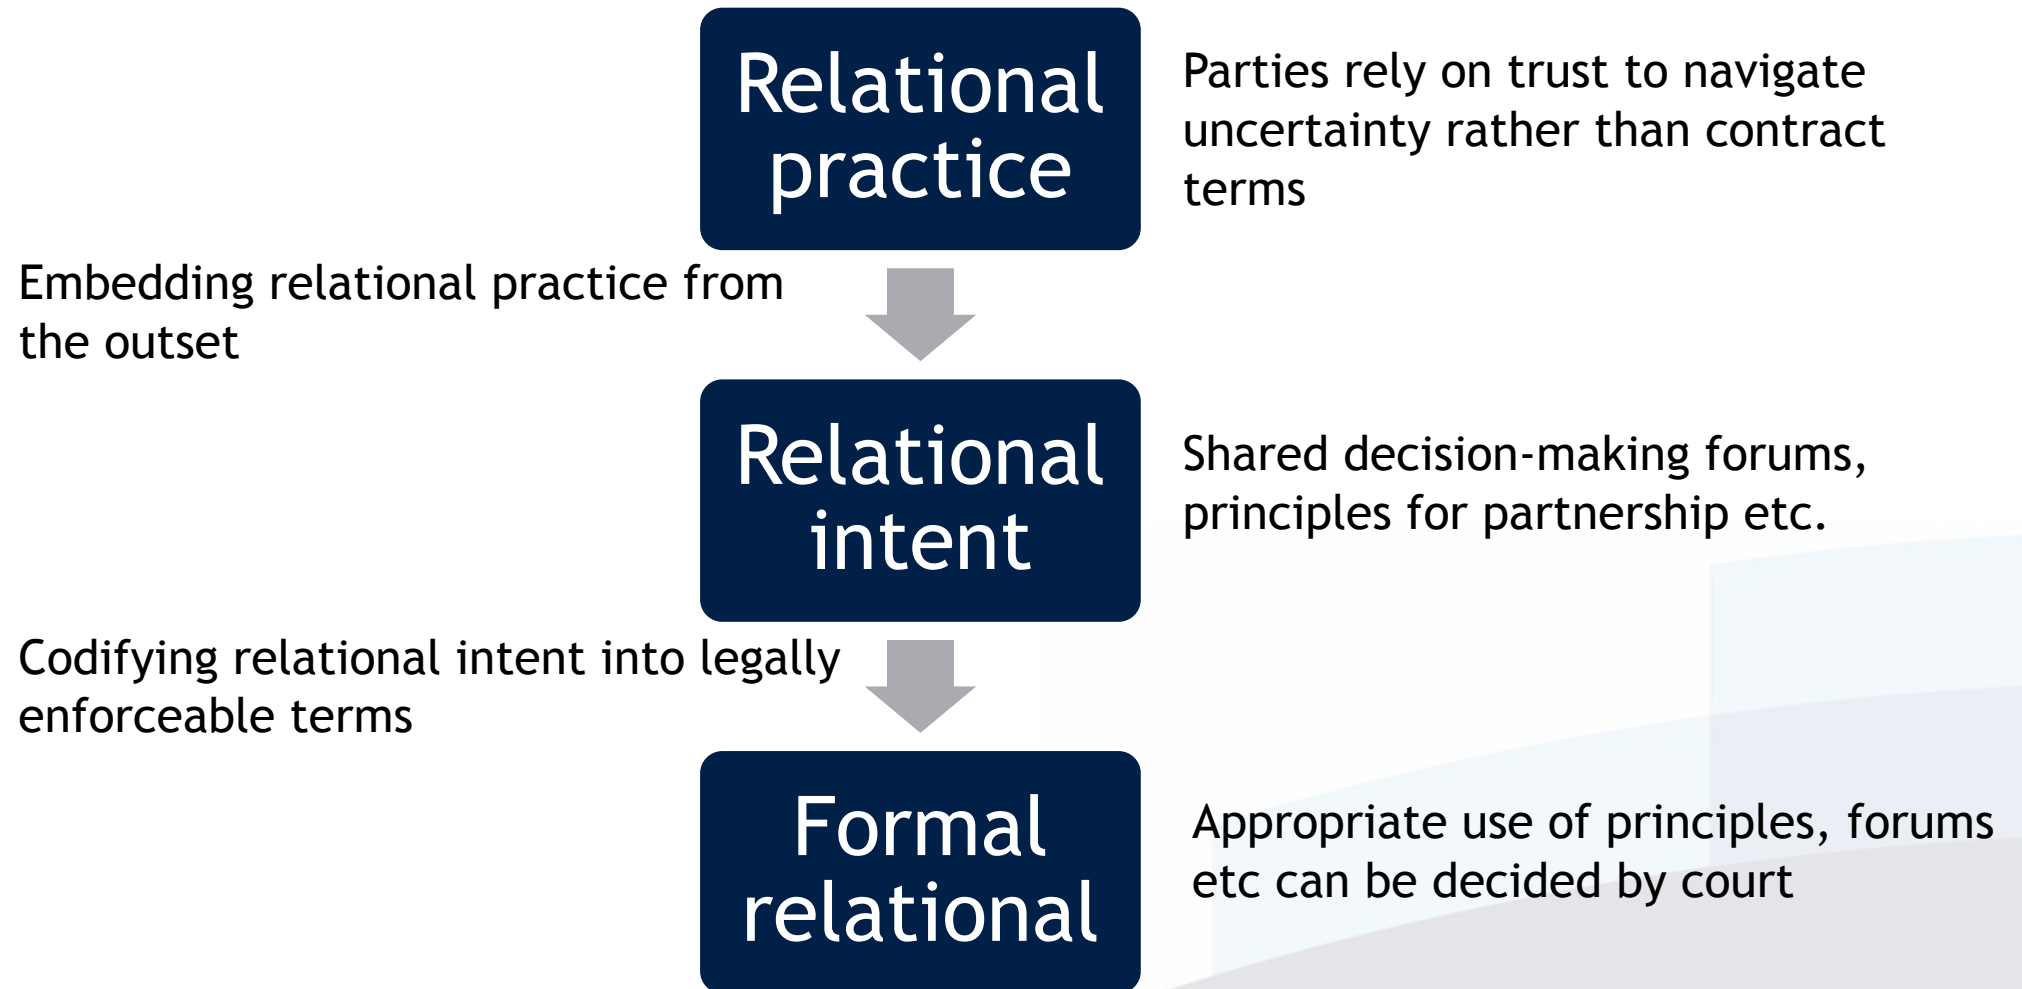 Relational
practice
Parties rely on trust to navigate
uncertainty rather than contract
terms
Embedding relational practice from
the outset
Relational
intent
Shared decision-making forums,
principles for partnership etc.
Codifying relational intent into legally
enforceable terms
Formal
relational
Appropriate use of principles, forums
etc can be decided by court